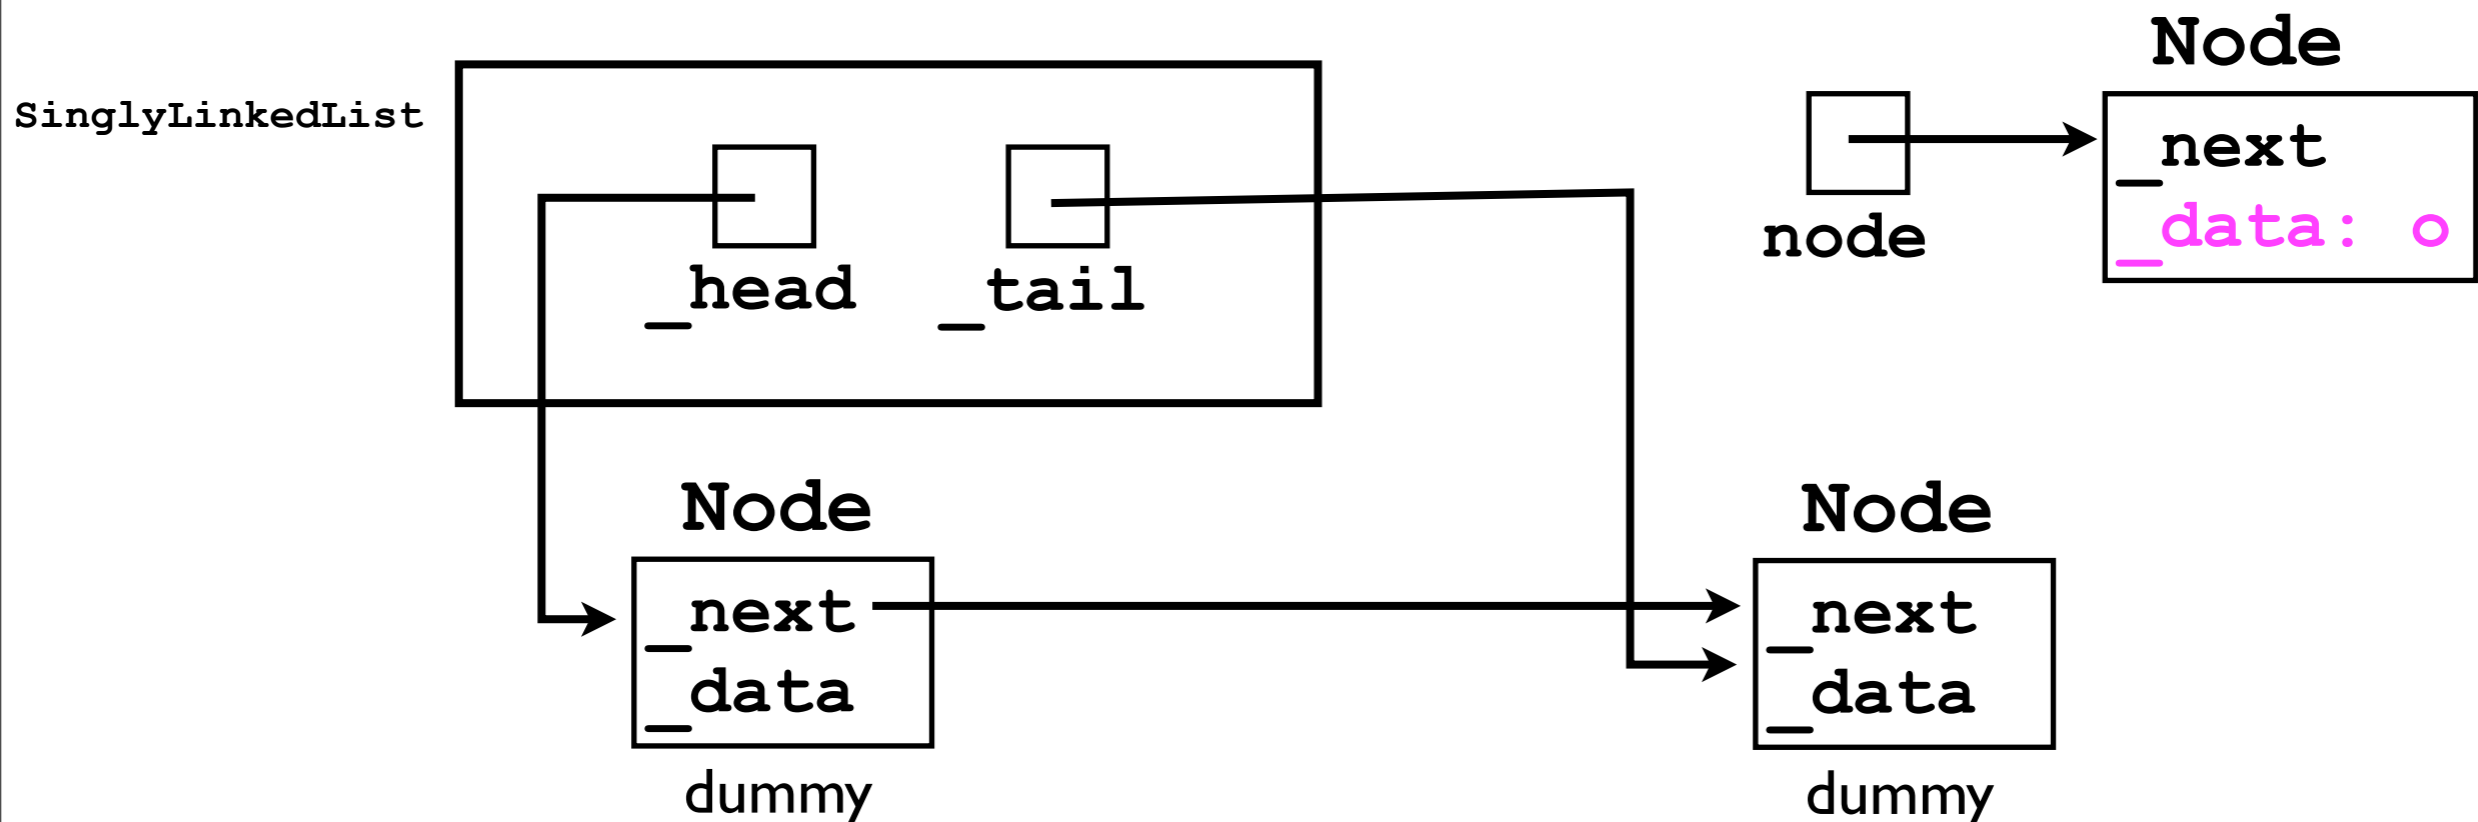 SinglyLinkedList
_head
_tail
node
Node
_next
_data: o
Node
_next
_data
dummy
Node
_next
_data
dummy